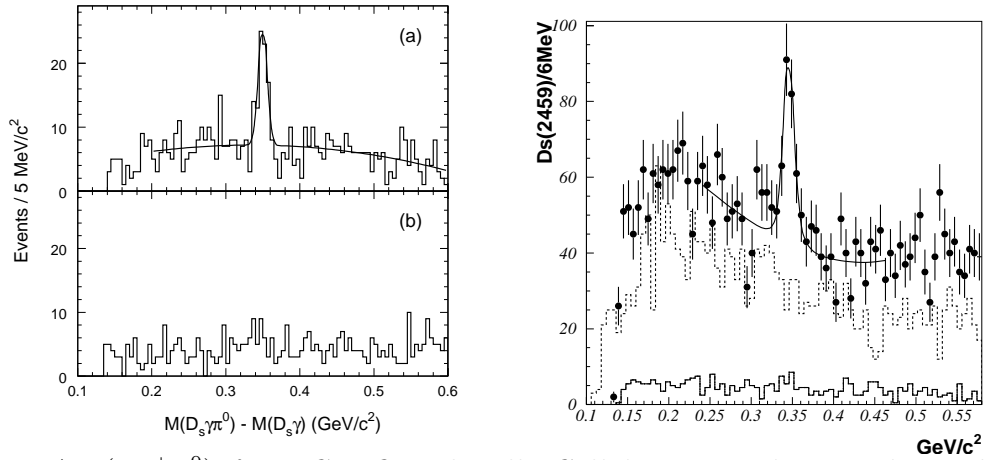 (a)
20
10
0
Events / 5 MeV/c²
(b)
20
10
0
0.1 0.2 0.3 0.4 0.5 0.6
M(Dₛγπ⁰) - M(Dₛγ) (GeV/c²)
Ds(2459)/6MeV
100
80
60
40
20
0
0.1 0.15 0.2 0.25 0.3 0.35 0.4 0.45 0.5 0.55
GeV/c²